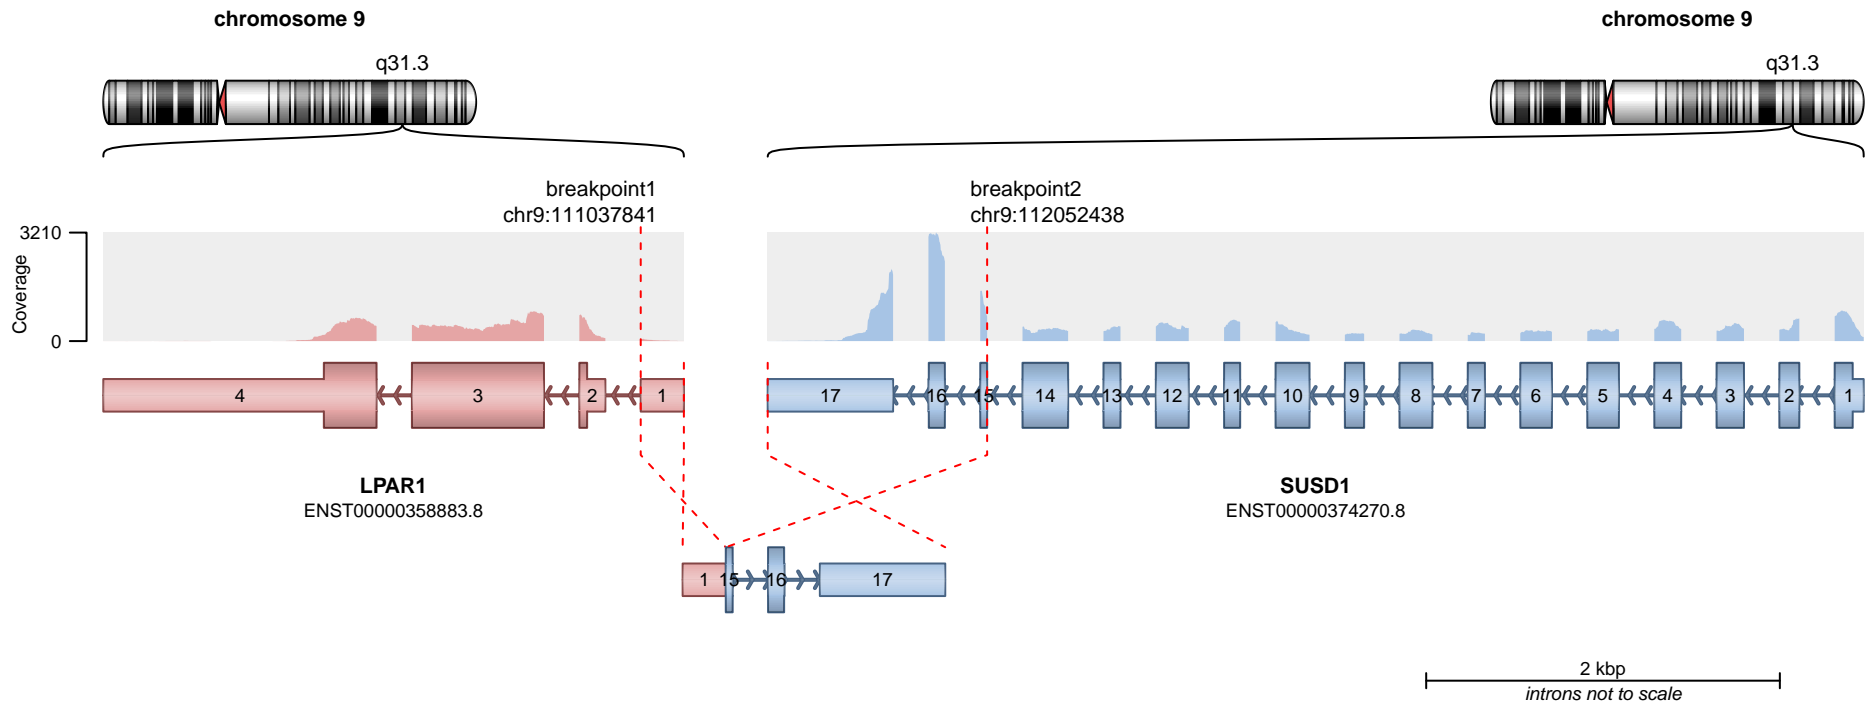 chromosome 9
chromosome 9
q31.3
q31.3
breakpoint1
chr9:111037841
breakpoint2
chr9:112052438
3210
0
Coverage
4
3
2
1
17
16
15
14
13
12
11
10
9
8
7
6
5
4
3
2
1
LPAR1
ENST00000358883.8
SUSD1
ENST00000374270.8
1
15
16
17
2 kbp
introns not to scale